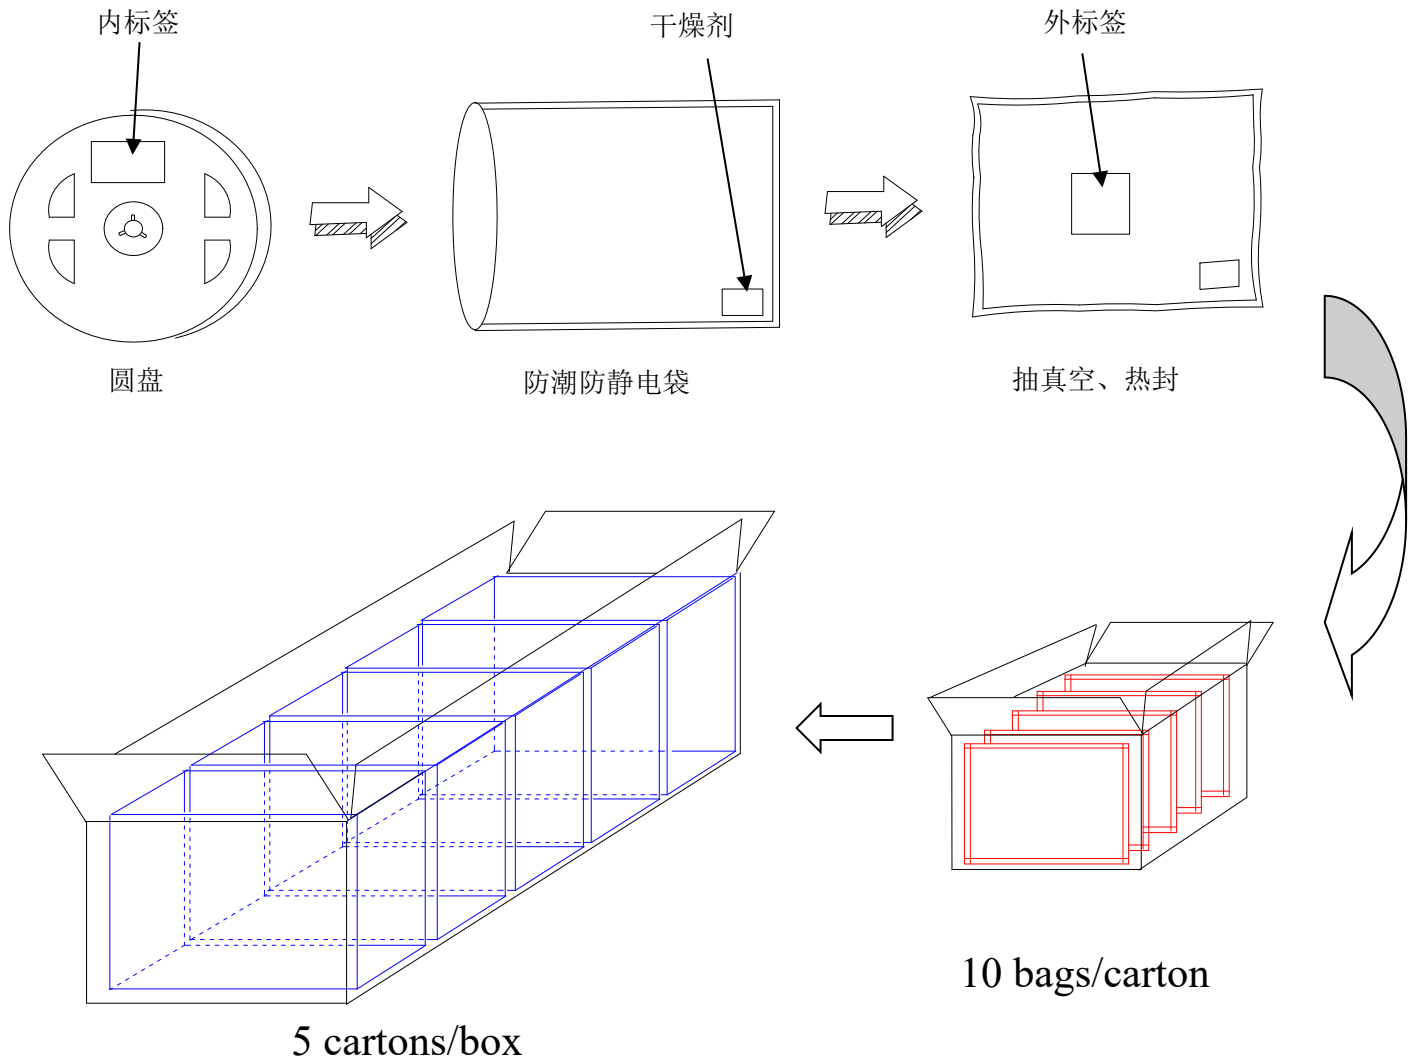 内标签
干燥剂
外标签
圆盘
防潮防静电袋
抽真空、热封
10 bags/carton
5 cartons/box